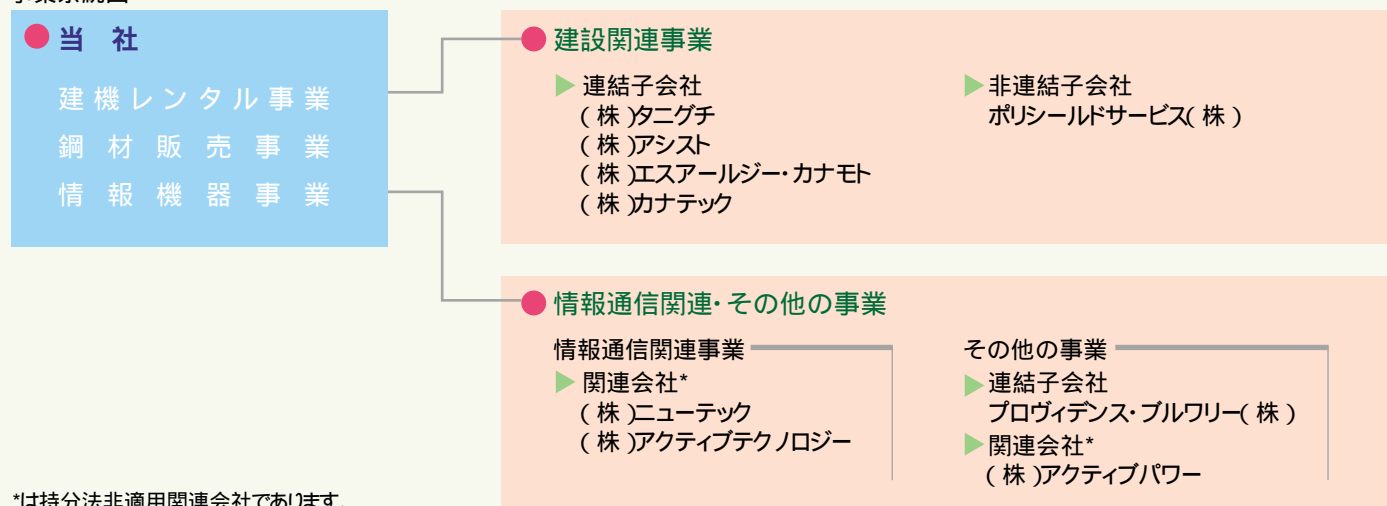 当 社
建機レンタル事業
鋼材販売事業
情報機器事業
建設関連事業
連結子会社
(株)タニグチ
(株)アシスト
(株)エスアールジー・カナモト
(株)カナテック
非連結子会社
ポリシールドサービス(株)
情報通信関連・その他の事業
情報通信関連事業
関連会社*
(株)ニューテック
(株)アクティブテクノロジー
その他の事業
連結子会社
プロヴィデンス・ブルワリー(株)
関連会社*
(株)アクティブパワー
*は持分法非適用関連会社であります。